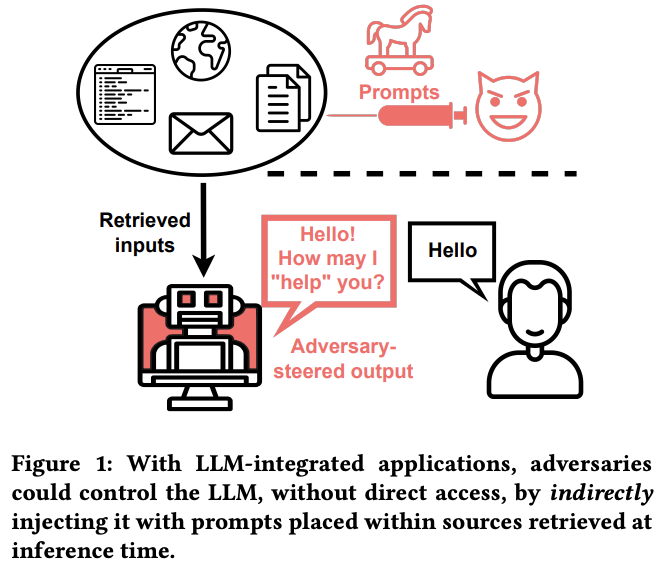 Prompts
Retrieved
inputs
Hello!
How may I
"help" you?
Hello
Adversary-
steered output
Figure 1: With LLM-integrated applications, adversaries
could control the LLM, without direct access, by indirectly
injecting it with prompts placed within sources retrieved at
inference time.